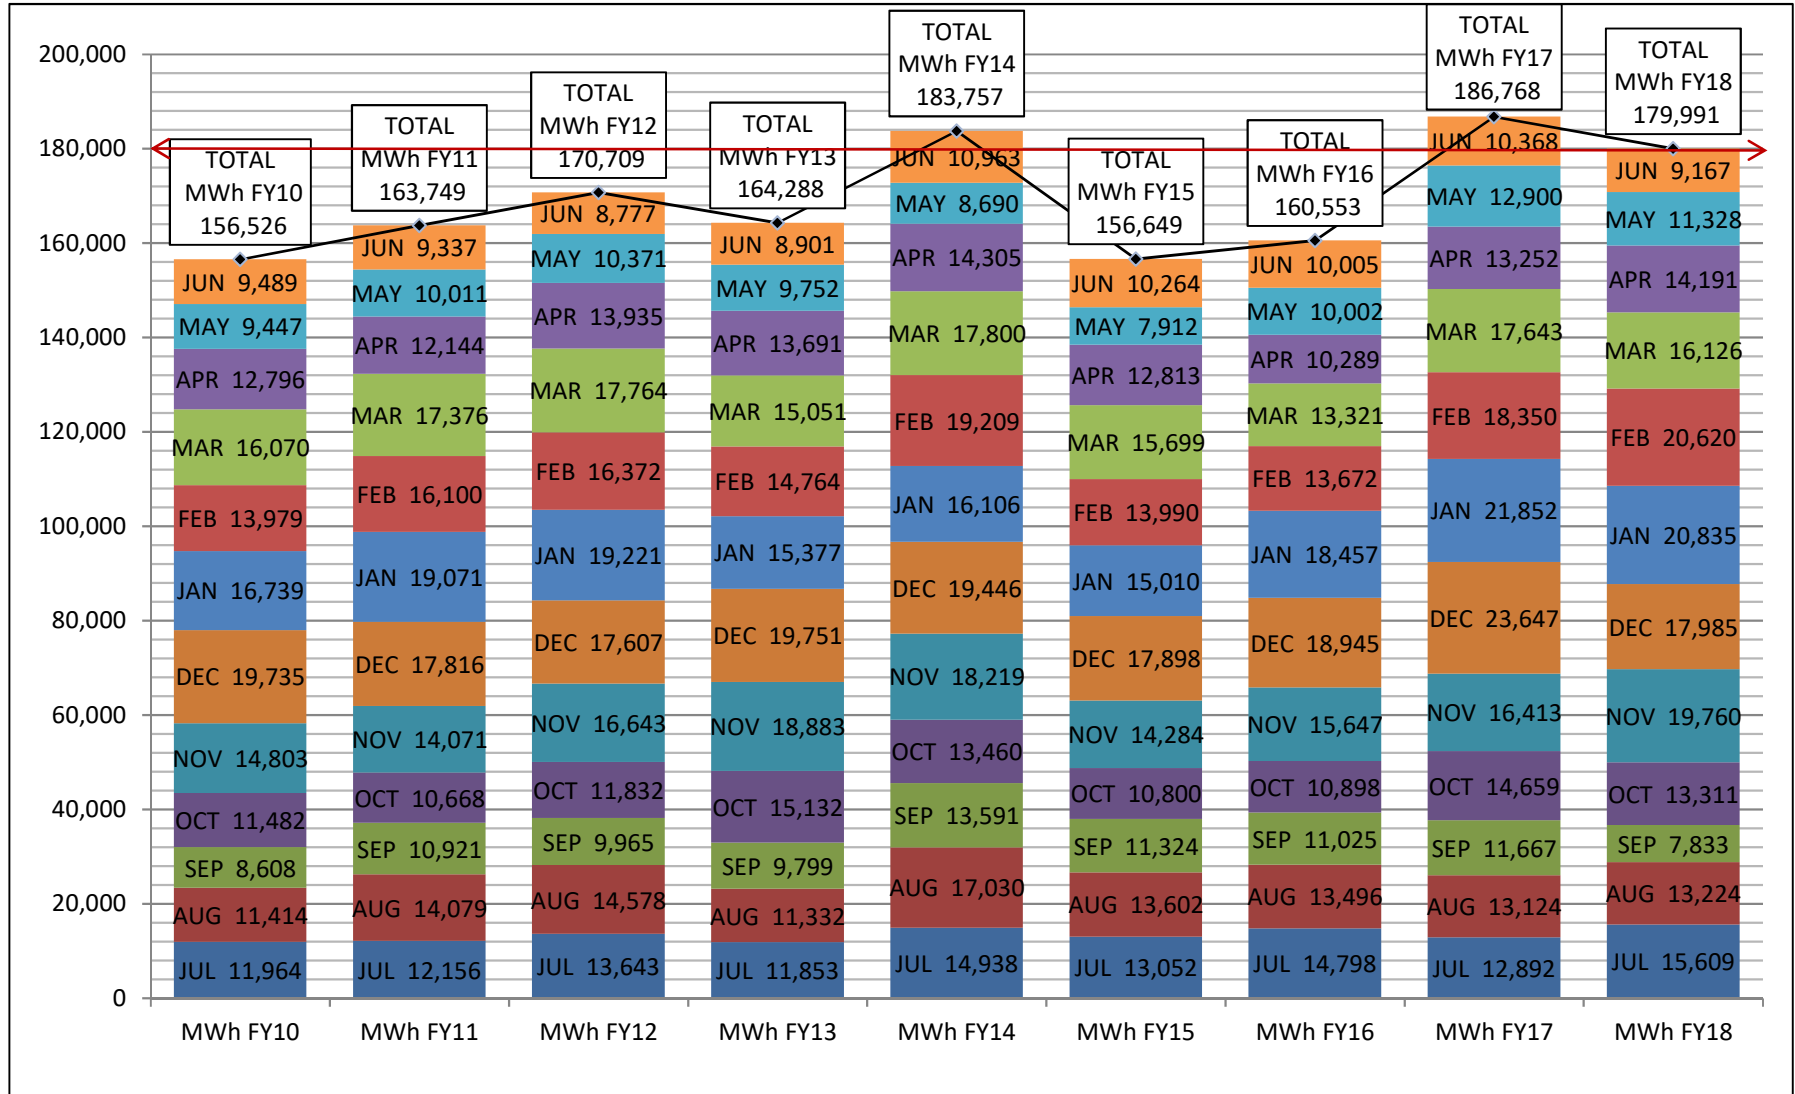 TOTAL
MWh FY10
156,526
TOTAL
MWh FY11
163,749
TOTAL
MWh FY12
170,709
TOTAL
MWh FY13
164,288
TOTAL
MWh FY14
183,757
TOTAL
MWh FY15
156,649
TOTAL
MWh FY16
160,553
TOTAL
MWh FY17
186,768
TOTAL
MWh FY18
179,991
200,000
180,000
160,000
140,000
120,000
100,000
80,000
60,000
40,000
20,000
0
JUN 9,489
MAY 9,447
APR 12,796
MAR 16,070
FEB 13,979
JAN 16,739
DEC 19,735
NOV 14,803
OCT 11,482
SEP 8,608
AUG 11,414
JUL 11,964
JUN 9,337
MAY 10,011
APR 12,144
MAR 17,376
FEB 16,100
JAN 19,071
DEC 17,816
NOV 14,071
OCT 10,668
SEP 10,921
AUG 14,079
JUL 12,156
JUN 8,777
MAY 10,371
APR 13,935
MAR 17,764
FEB 16,372
JAN 19,221
DEC 17,607
NOV 16,643
OCT 11,832
SEP 9,965
AUG 14,578
JUL 13,643
JUN 8,901
MAY 9,752
APR 13,691
MAR 15,051
FEB 14,764
JAN 15,377
DEC 19,751
NOV 18,883
OCT 15,132
SEP 9,799
AUG 11,332
JUL 11,853
JUN 10,963
MAY 8,690
APR 14,305
MAR 17,800
FEB 19,209
JAN 16,106
DEC 19,446
NOV 18,219
OCT 13,460
SEP 13,591
AUG 17,030
JUL 14,938
JUN 10,264
MAY 7,912
APR 12,813
MAR 15,699
FEB 13,990
JAN 15,010
DEC 17,898
NOV 14,284
OCT 10,800
SEP 11,324
AUG 13,602
JUL 13,052
JUN 10,005
MAY 10,002
APR 10,289
MAR 13,321
FEB 13,672
JAN 18,457
DEC 18,945
NOV 15,647
OCT 10,898
SEP 11,025
AUG 13,496
JUL 14,798
JUN 10,368
MAY 12,900
APR 13,252
MAR 17,643
FEB 18,350
JAN 21,852
DEC 23,647
NOV 16,413
OCT 14,659
SEP 11,667
AUG 13,124
JUL 12,892
JUN 9,167
MAY 11,328
APR 14,191
MAR 16,126
FEB 20,620
JAN 20,835
DEC 17,985
NOV 19,760
OCT 13,311
SEP 7,833
AUG 13,224
JUL 15,609
MWh FY10
MWh FY11
MWh FY12
MWh FY13
MWh FY14
MWh FY15
MWh FY16
MWh FY17
MWh FY18